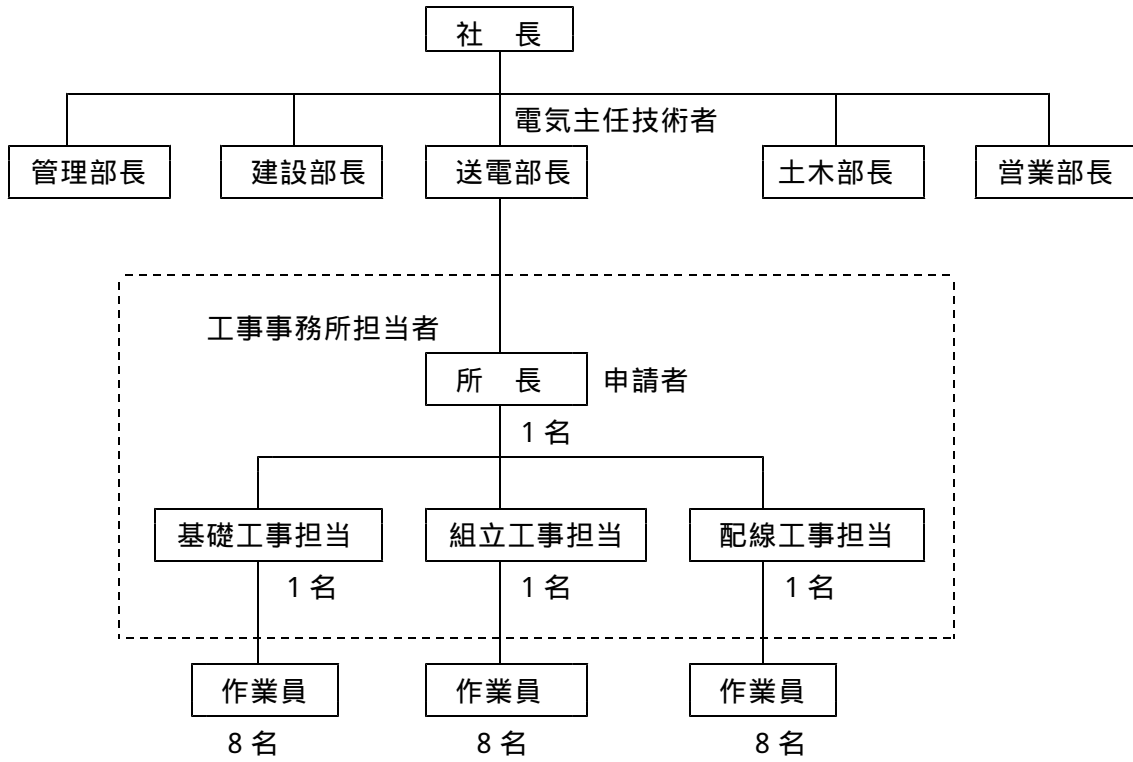 社　長
電気主任技術者
管理部長
建設部長
送電部長
土木部長
営業部長
工事事務所担当者
所　長
申請者
1 名
基礎工事担当
組立工事担当
配線工事担当
1 名
1 名
1 名
作業員
作業員
作業員
8 名
8 名
8 名